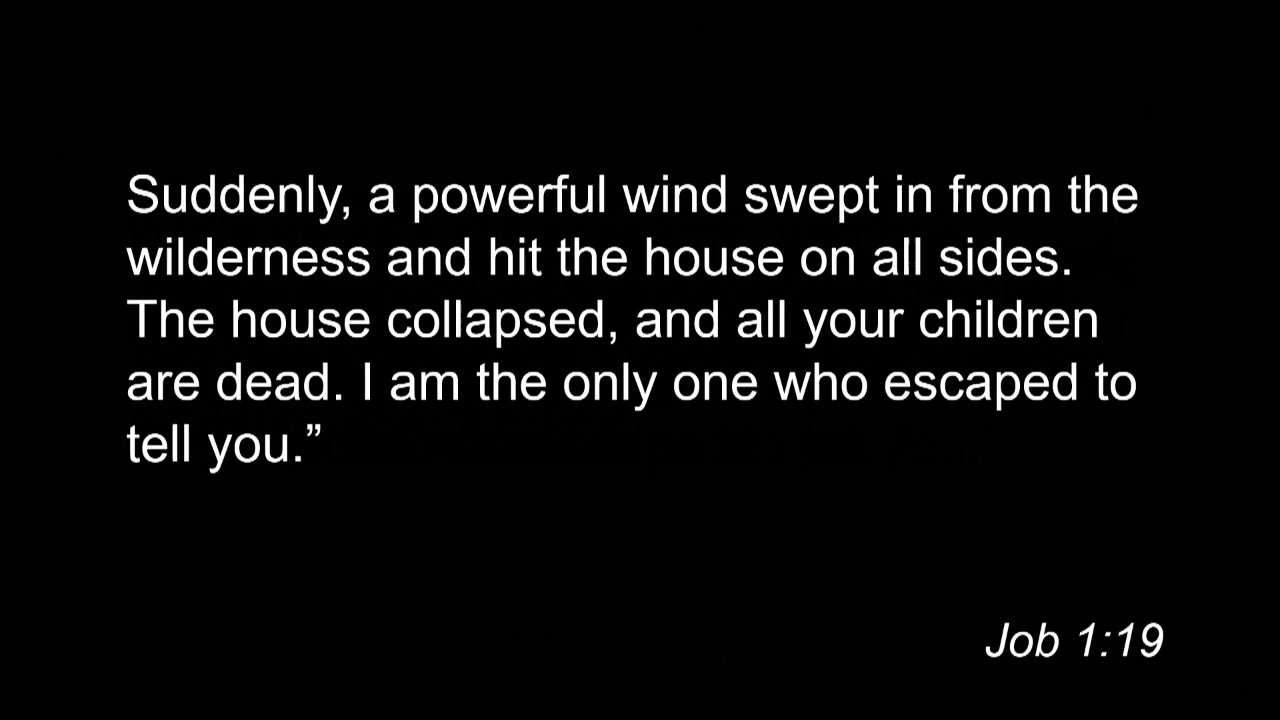 Suddenly, a powerful wind swept in from the
wilderness and hit the house on all sides.
The house collapsed, and all your children
are dead. I am the only one who escaped to
tell you.”
Job 1:19